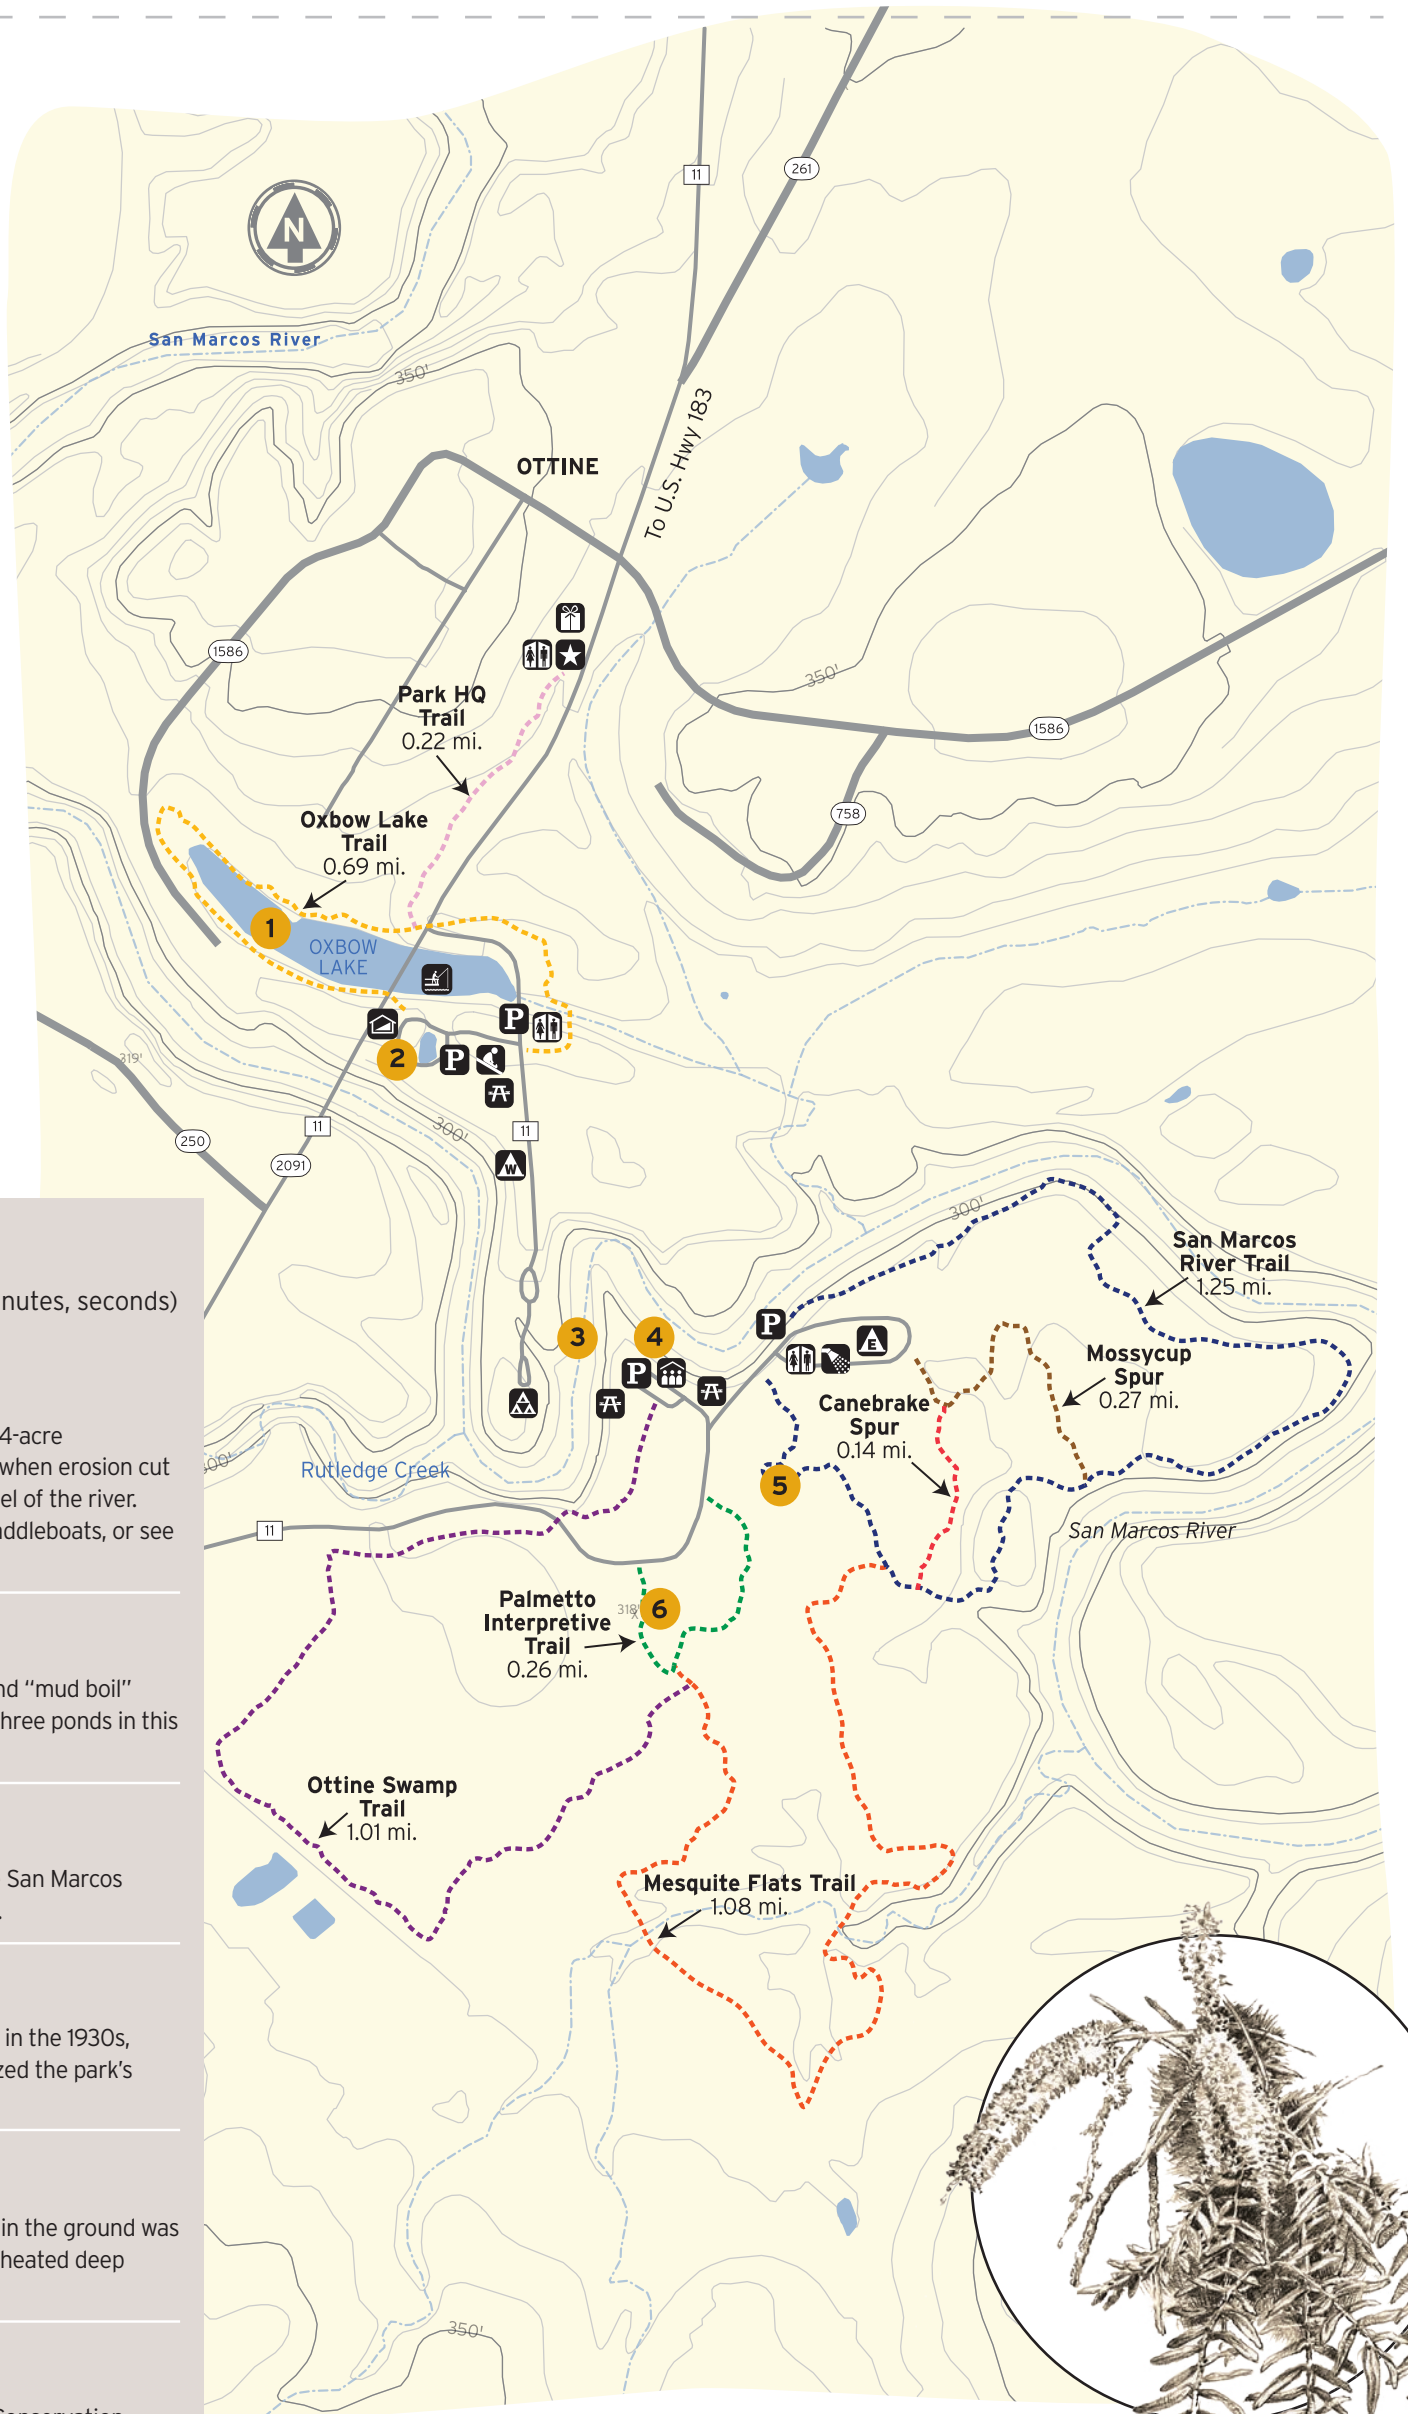 11
261
N
San Marcos River
350'
To U.S. Hwy 183
OTTINE
1586
350'
Park HQ
Trail
0.22 mi.
1586
758
Oxbow Lake
Trail
0.69 mi.
1
OXBOW
LAKE
P
2
P
319'
300'
11
11
250
2091
W
300'
San Marcos
River Trail
1.25 mi.
nutes, seconds)
3
4
P
E
P
Mossycup
Spur
0.27 mi.
Canebrake
Spur
0.14 mi.
4-acre
when erosion cut
el of the river.
addleboats, or see
00'
Rutledge Creek
5
11
San Marcos River
Palmetto
Interpretive
Trail
0.26 mi.
318'
X
6
nd “mud boil”
three ponds in this
Ottine Swamp
Trail
1.01 mi.
San Marcos
.
Mesquite Flats Trail
1.08 mi.
in the 1930s,
zed the park’s
in the ground was
heated deep
350'